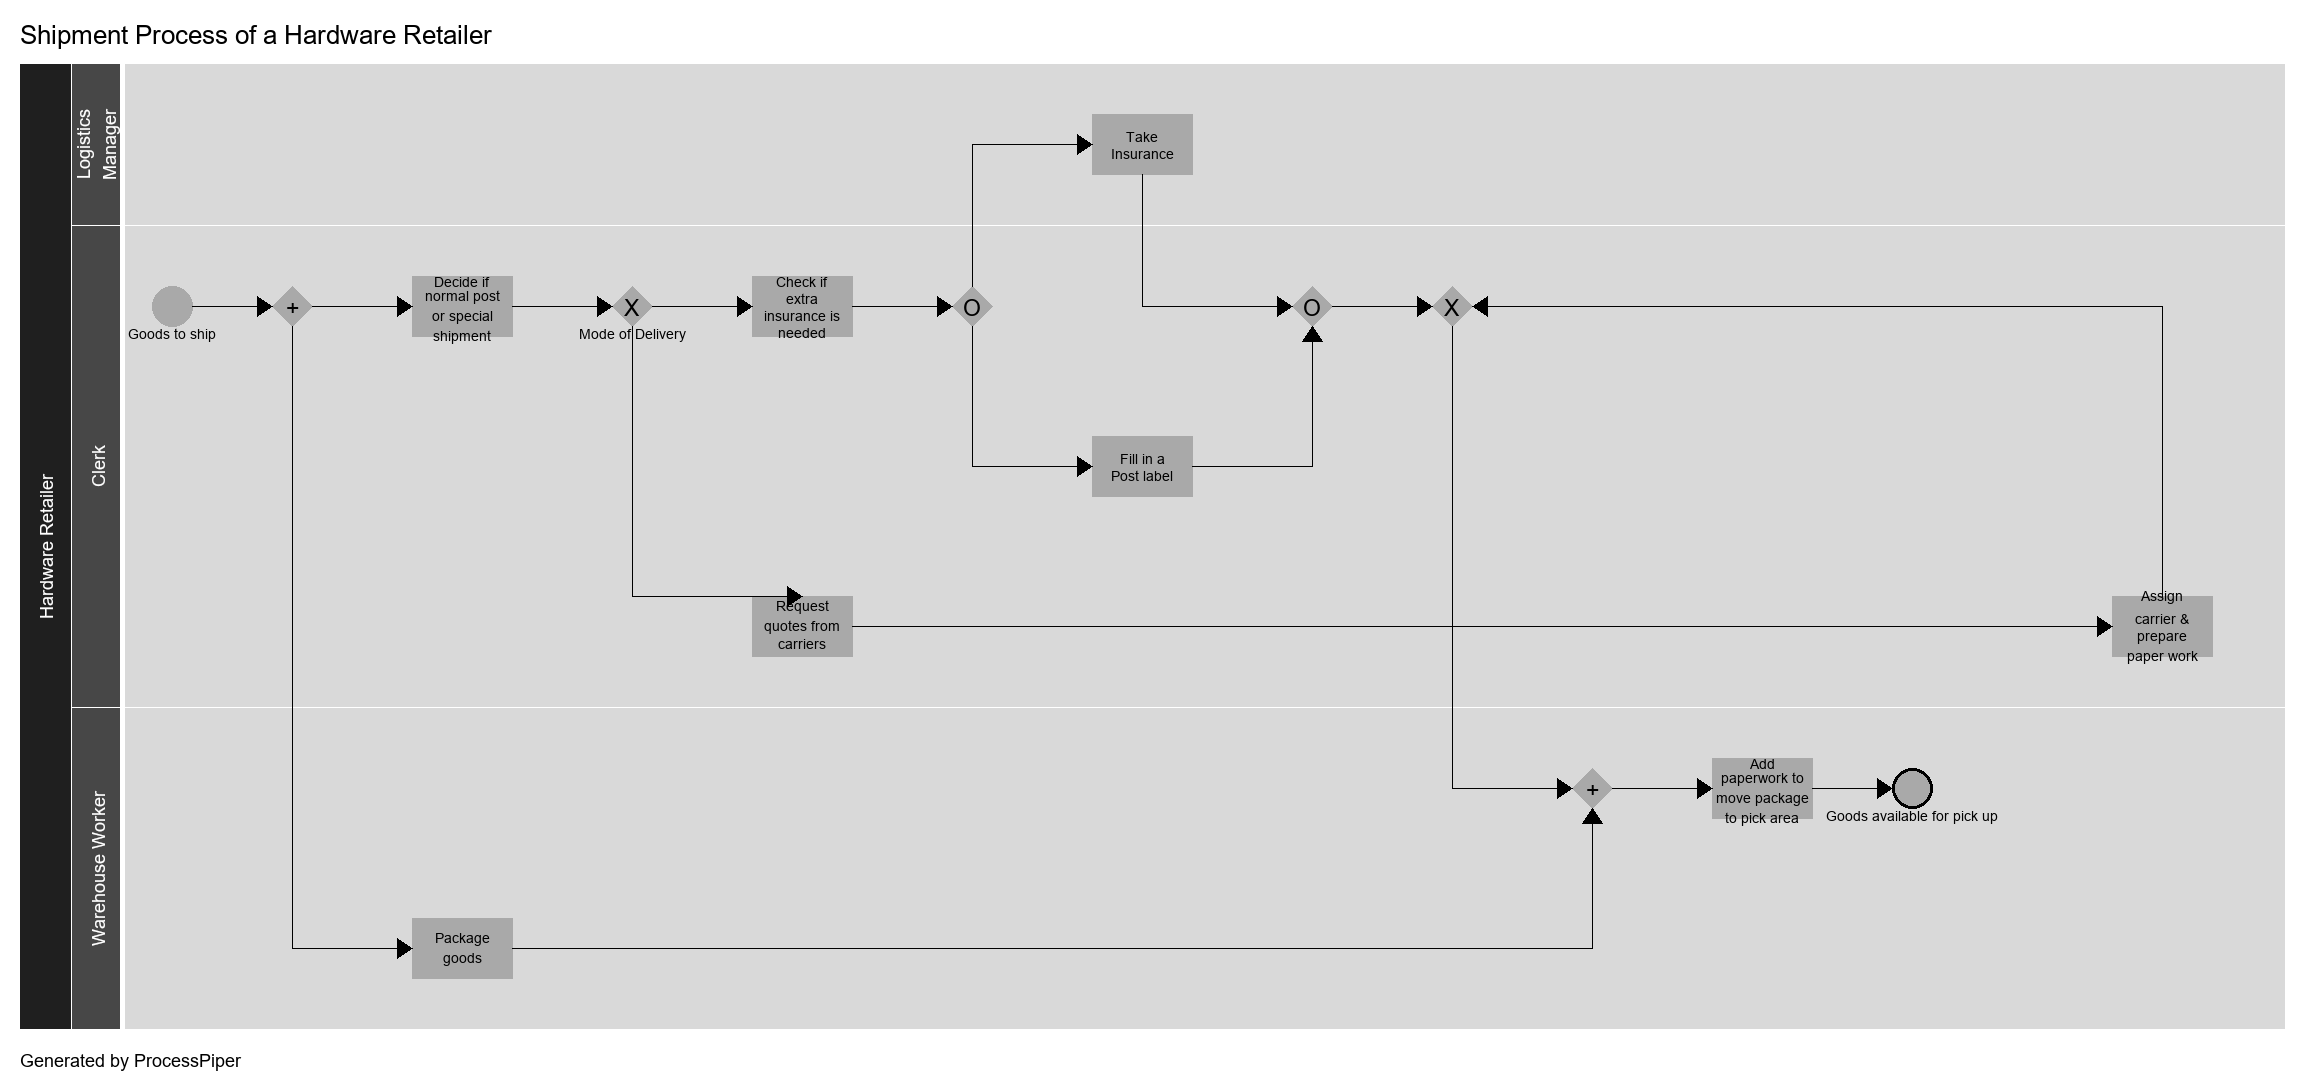 Shipment Process of a Hardware Retailer
Hardware Retailer
Logistics
Manager
Take
Insurance
Clerk
Goods to ship
+
Decide if
normal post
or special
shipment
X
Mode of Delivery
Check if
extra
insurance is
needed
O
Fill in a
Post label
O
X
Request
quotes from
carriers
Assign
carrier &
prepare
paper work
Warehouse Worker
Package
goods
+
Add
paperwork to
move package
to pick area
Goods available for pick up
Generated by ProcessPiper